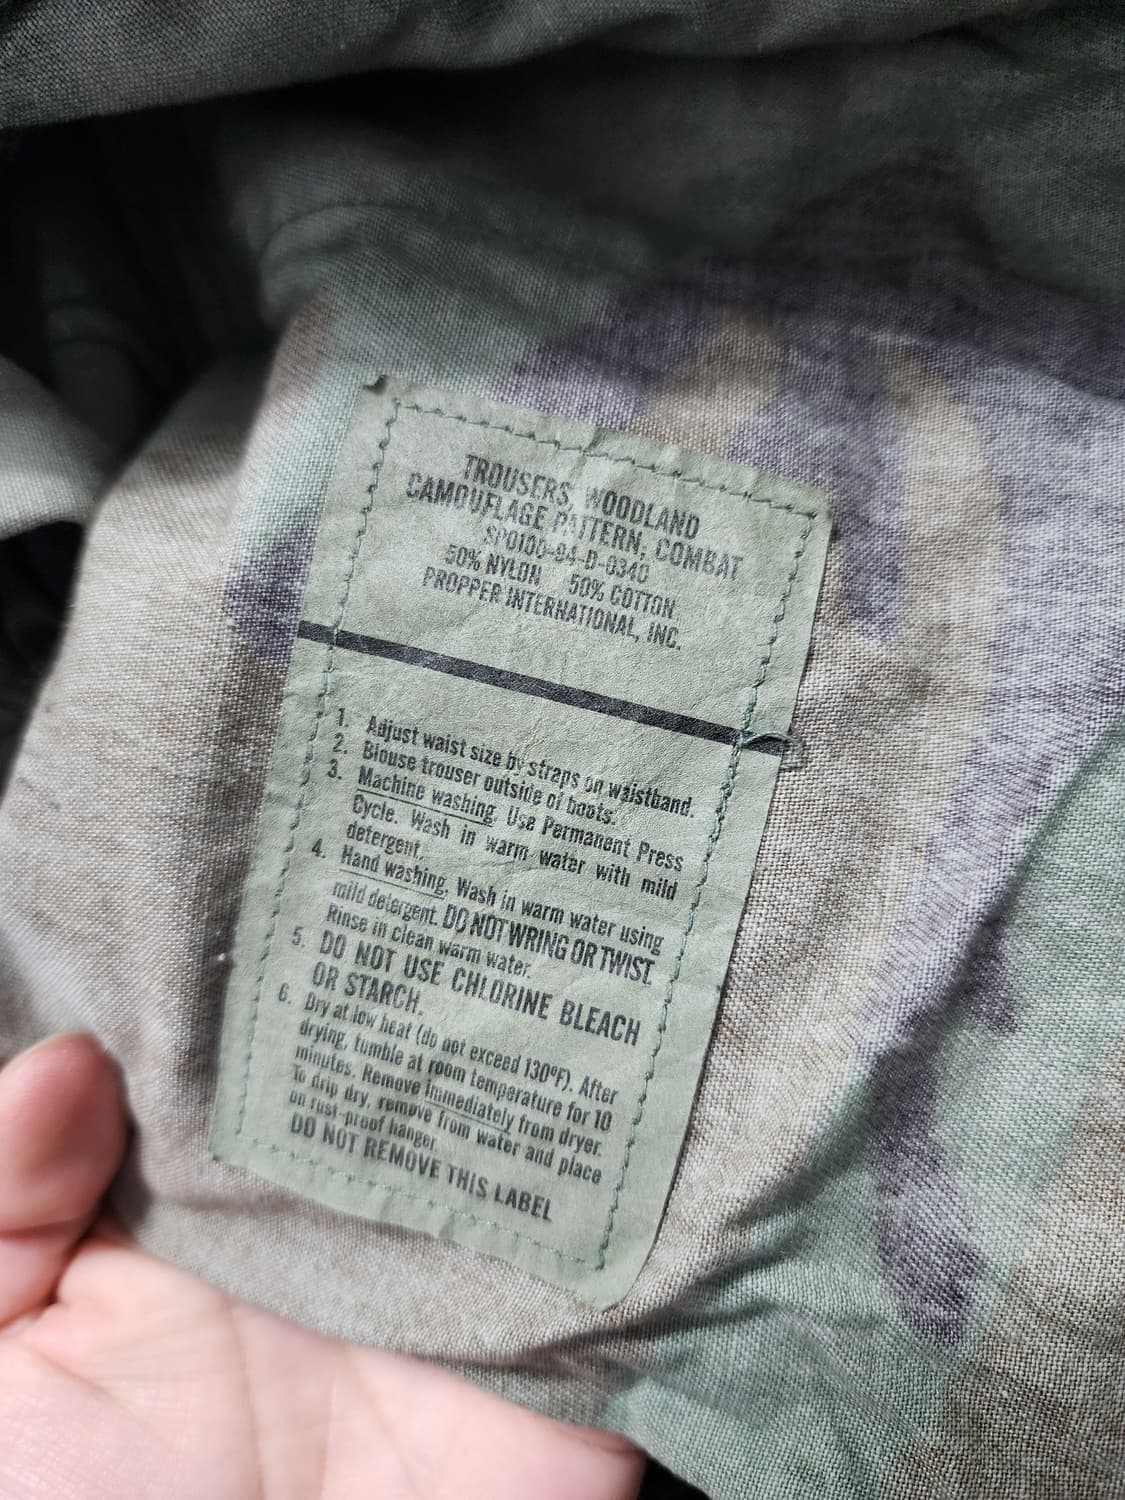 TROUSERS, WOODLAND
CAMOUFLAGE PATTERN, COMBAT
SPO100-94-D-0340
50% NYLON 50% COTTON
PROPPER INTERNATIONAL, INC.
1. Adjust waist size by straps on waistband.
2. Blouse trouser outside of boots.
3. Machine washing. Use Permanent Press
Cycle. Wash in warm water with mild
detergent.
4. Hand washing. Wash in warm water using
mild detergent. DO NOT WRING OR TWIST.
Rinse in clean warm water.
5. DO NOT USE CHLORINE BLEACH
OR STARCH.
6. Dry at low heat (do not exceed 130°F). After
drying, tumble at room temperature for 10
minutes. Remove immediately from dryer.
To drip dry, remove from water and place
on rust-proof hanger.
DO NOT REMOVE THIS LABEL